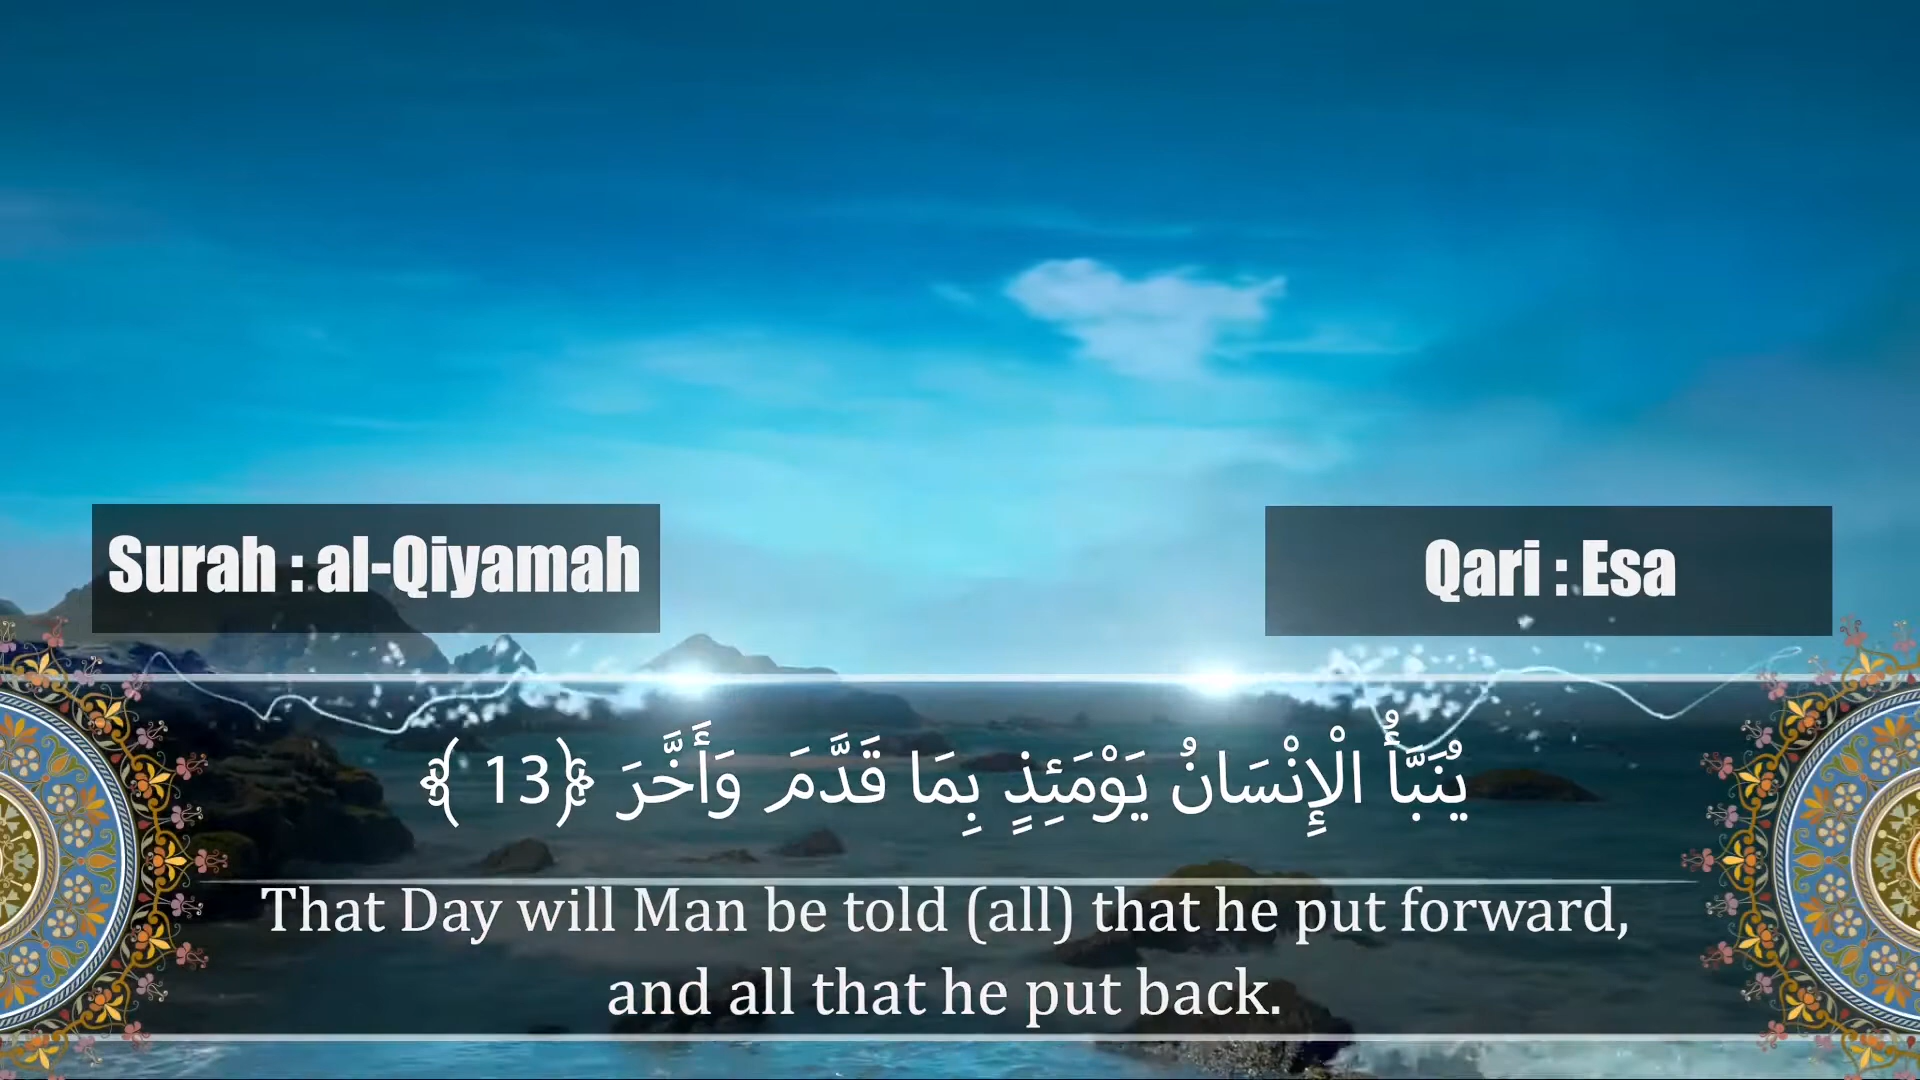 Surah : al-Qiyamah
Qari : Esa
يُنَبَّأُ الْإِنْسَانُ يَوْمَئِذٍ بِمَا قَدَّمَ وَأَخَّرَ ﴿13﴾
That Day will Man be told (all) that he put forward,
and all that he put back.